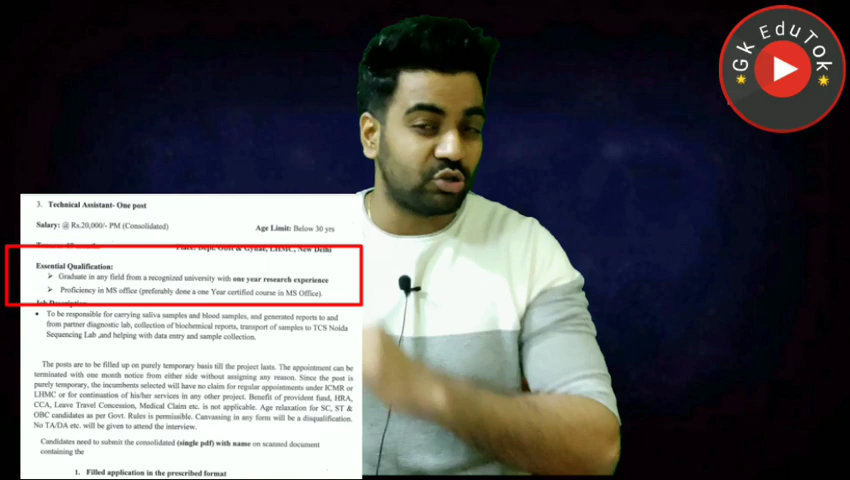 Gk EduTok
3. Technical Assistant- One post
Salary: @ Rs.20,000/- PM (Consolidated)
Age Limit: Below 30 yrs
Place: Dept. Obst & Gynae, LHMC, New Delhi
Essential Qualification:
➢ Graduate in any field from a recognized university with one year research experience
➢ Proficiency in MS office (preferably done a one Year certified course in MS Office).
Job Description
• To be responsible for carrying saliva samples and blood samples, and generated reports to and
from partner diagnostic lab, collection of biochemical reports, transport of samples to TCS Noida
Sequencing Lab ,and helping with data entry and sample collection.
The posts are to be filled up on purely temporary basis till the project lasts. The appointment can be
terminated with one month notice from either side without assigning any reason. Since the post is
purely temporary, the incumbents selected will have no claim for regular appointments under ICMR or
LHMC or for continuation of his/her services in any other project. Benefit of provident fund, HRA,
CCA, Leave Travel Concession, Medical Claim etc. is not applicable. Age relaxation for SC, ST &
OBC candidates as per Govt. Rules is permissible. Canvassing in any form will be a disqualification.
No TA/DA etc. will be given to attend the interview.
Candidates need to submit the consolidated (single pdf) with name on scanned document
containing the
1. Filled application in the prescribed format